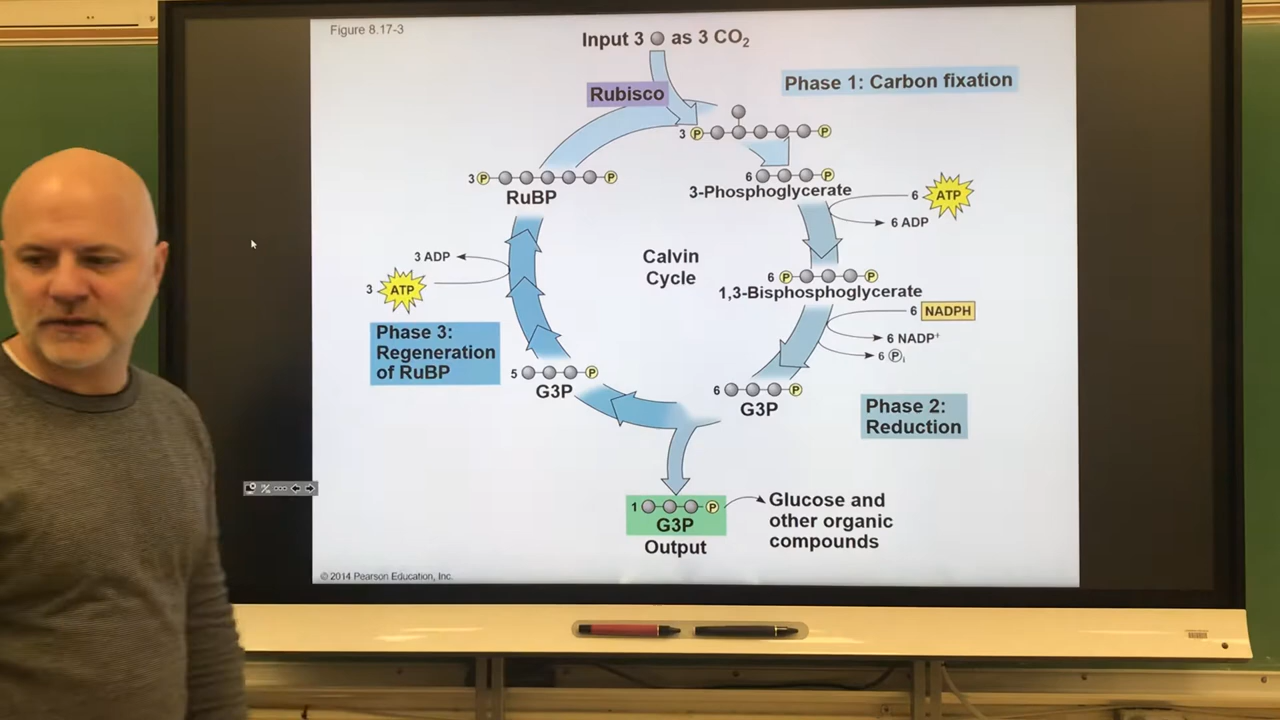 Figure 8.17-3
Input 3 as 3 CO₂
Phase 1: Carbon fixation
Rubisco
3 P P
3 P P
RuBP
6 P
3-Phosphoglycerate
6 ATP
6 ADP
Calvin
Cycle
3 ADP
3 ATP
6 P P
1,3-Bisphosphoglycerate
6 NADPH
6 NADP⁺
6 Pᵢ
Phase 3:
Regeneration
of RuBP
5 P
G3P
6 P
G3P
Phase 2:
Reduction
1 P
G3P
Output
Glucose and
other organic
compounds
© 2014 Pearson Education, Inc.